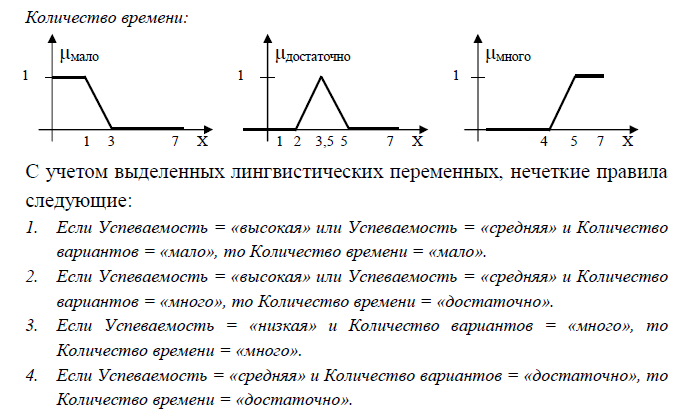 Количество времени:
μмало μдостаточно μмного
1 1 1
1 3 7 X 1 2 3,5 5 7 X 4 5 7 X
С учетом выделенных лингвистических переменных, нечеткие правила
следующие:
1. Если Успеваемость = «высокая» или Успеваемость = «средняя» и Количество
вариантов = «мало», то Количество времени = «мало».
2. Если Успеваемость = «высокая» или Успеваемость = «средняя» и Количество
вариантов = «много», то Количество времени = «достаточно».
3. Если Успеваемость = «низкая» и Количество вариантов = «много», то
Количество времени = «много».
4. Если Успеваемость = «средняя» и Количество вариантов = «достаточно», то
Количество времени = «достаточно».